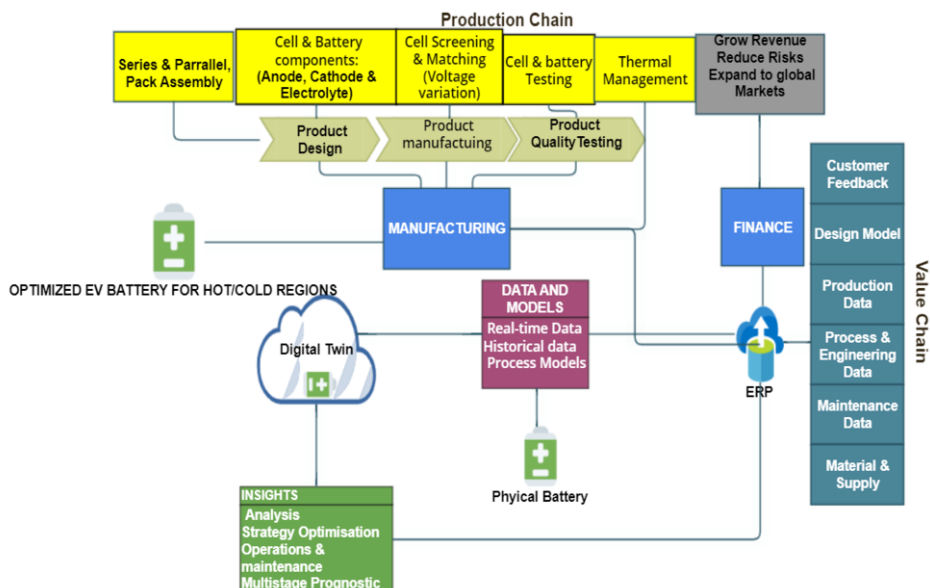 Production Chain
Series & Parrallel,
Pack Assembly
Cell & Battery
components:
(Anode, Cathode &
Electrolyte)
Cell Screening
& Matching
(Voltage
variation)
Cell & battery
Testing
Thermal
Management
Grow Revenue
Reduce Risks
Expand to global
Markets
Product
Design
Product
manufactuing
Product
QualityTesting
MANUFACTURING
FINANCE
Customer
Feedback
Design Model
Production
Data
Process &
Engineering
Data
Maintenance
Data
Material &
Supply
Value Chain
OPTIMIZED EV BATTERY FOR HOT/COLD REGIONS
DATA AND
MODELS
Real-time Data
Historical data
Process Models
Digital Twin
ERP
Phyical Battery
INSIGHTS
Analysis
Strategy Optimisation
Operations &
maintenance
Multistage Prognostic